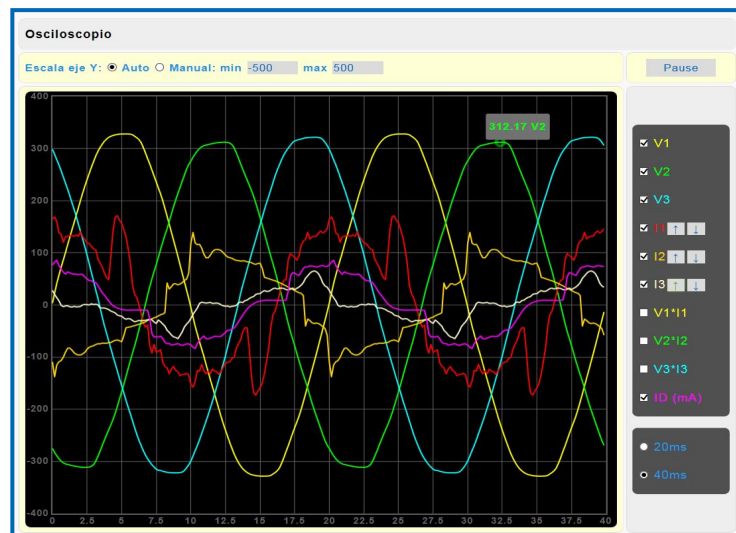 Osciloscopio
Escala eje Y: Auto Manual: min -500 max 500
Pause
400
300
200
100
0
-100
-200
-300
-400
0 2.5 5 7.5 10 12.5 15 17.5 20 22.5 25 27.5 30 32.5 35 37.5 40
312.17 V2
V1
V2
V3
I1 ↑ ↓
I2 ↑ ↓
I3 ↑ ↓
V1*I1
V2*I2
V3*I3
ID (mA)
20ms
40ms